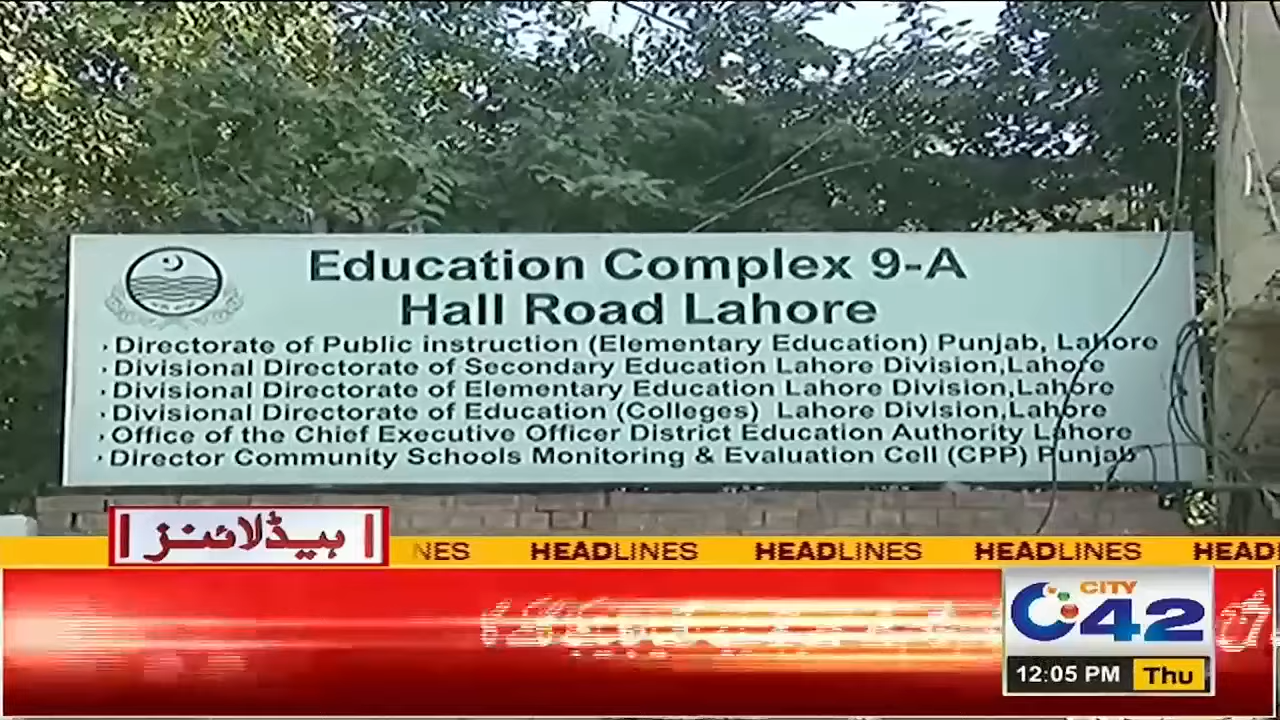 Education Complex 9-A
Hall Road Lahore
· Directorate of Public instruction (Elementary Education) Punjab, Lahore
· Divisional Directorate of Secondary Education Lahore Division,Lahore
· Divisional Directorate of Elementary Education Lahore Division,Lahore
· Divisional Directorate of Education (Colleges) Lahore Division,Lahore
· Office of the Chief Executive Officer District Education Authority Lahore
· Director Community Schools Monitoring & Evaluation Cell (CPP) Punjab
ہیڈلائنز
NES HEADLINES HEADLINES HEADLINES HEADL
CITY
42
12:05 PM Thu